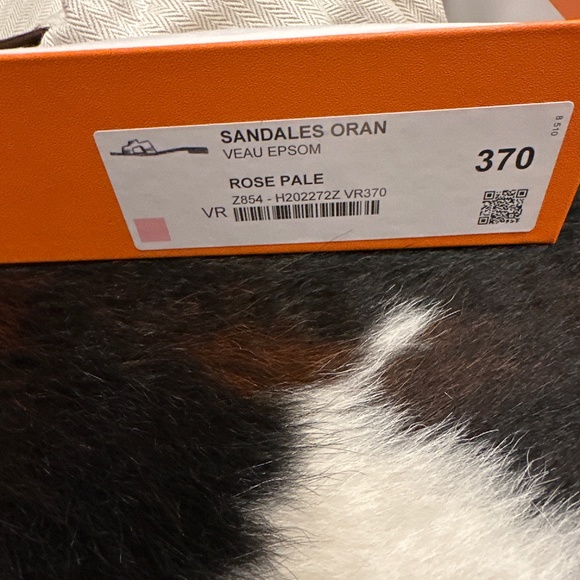 SANDALES ORAN
VEAU EPSOM
370
ROSE PALE
Z854 - H202272Z VR370
VR
8510